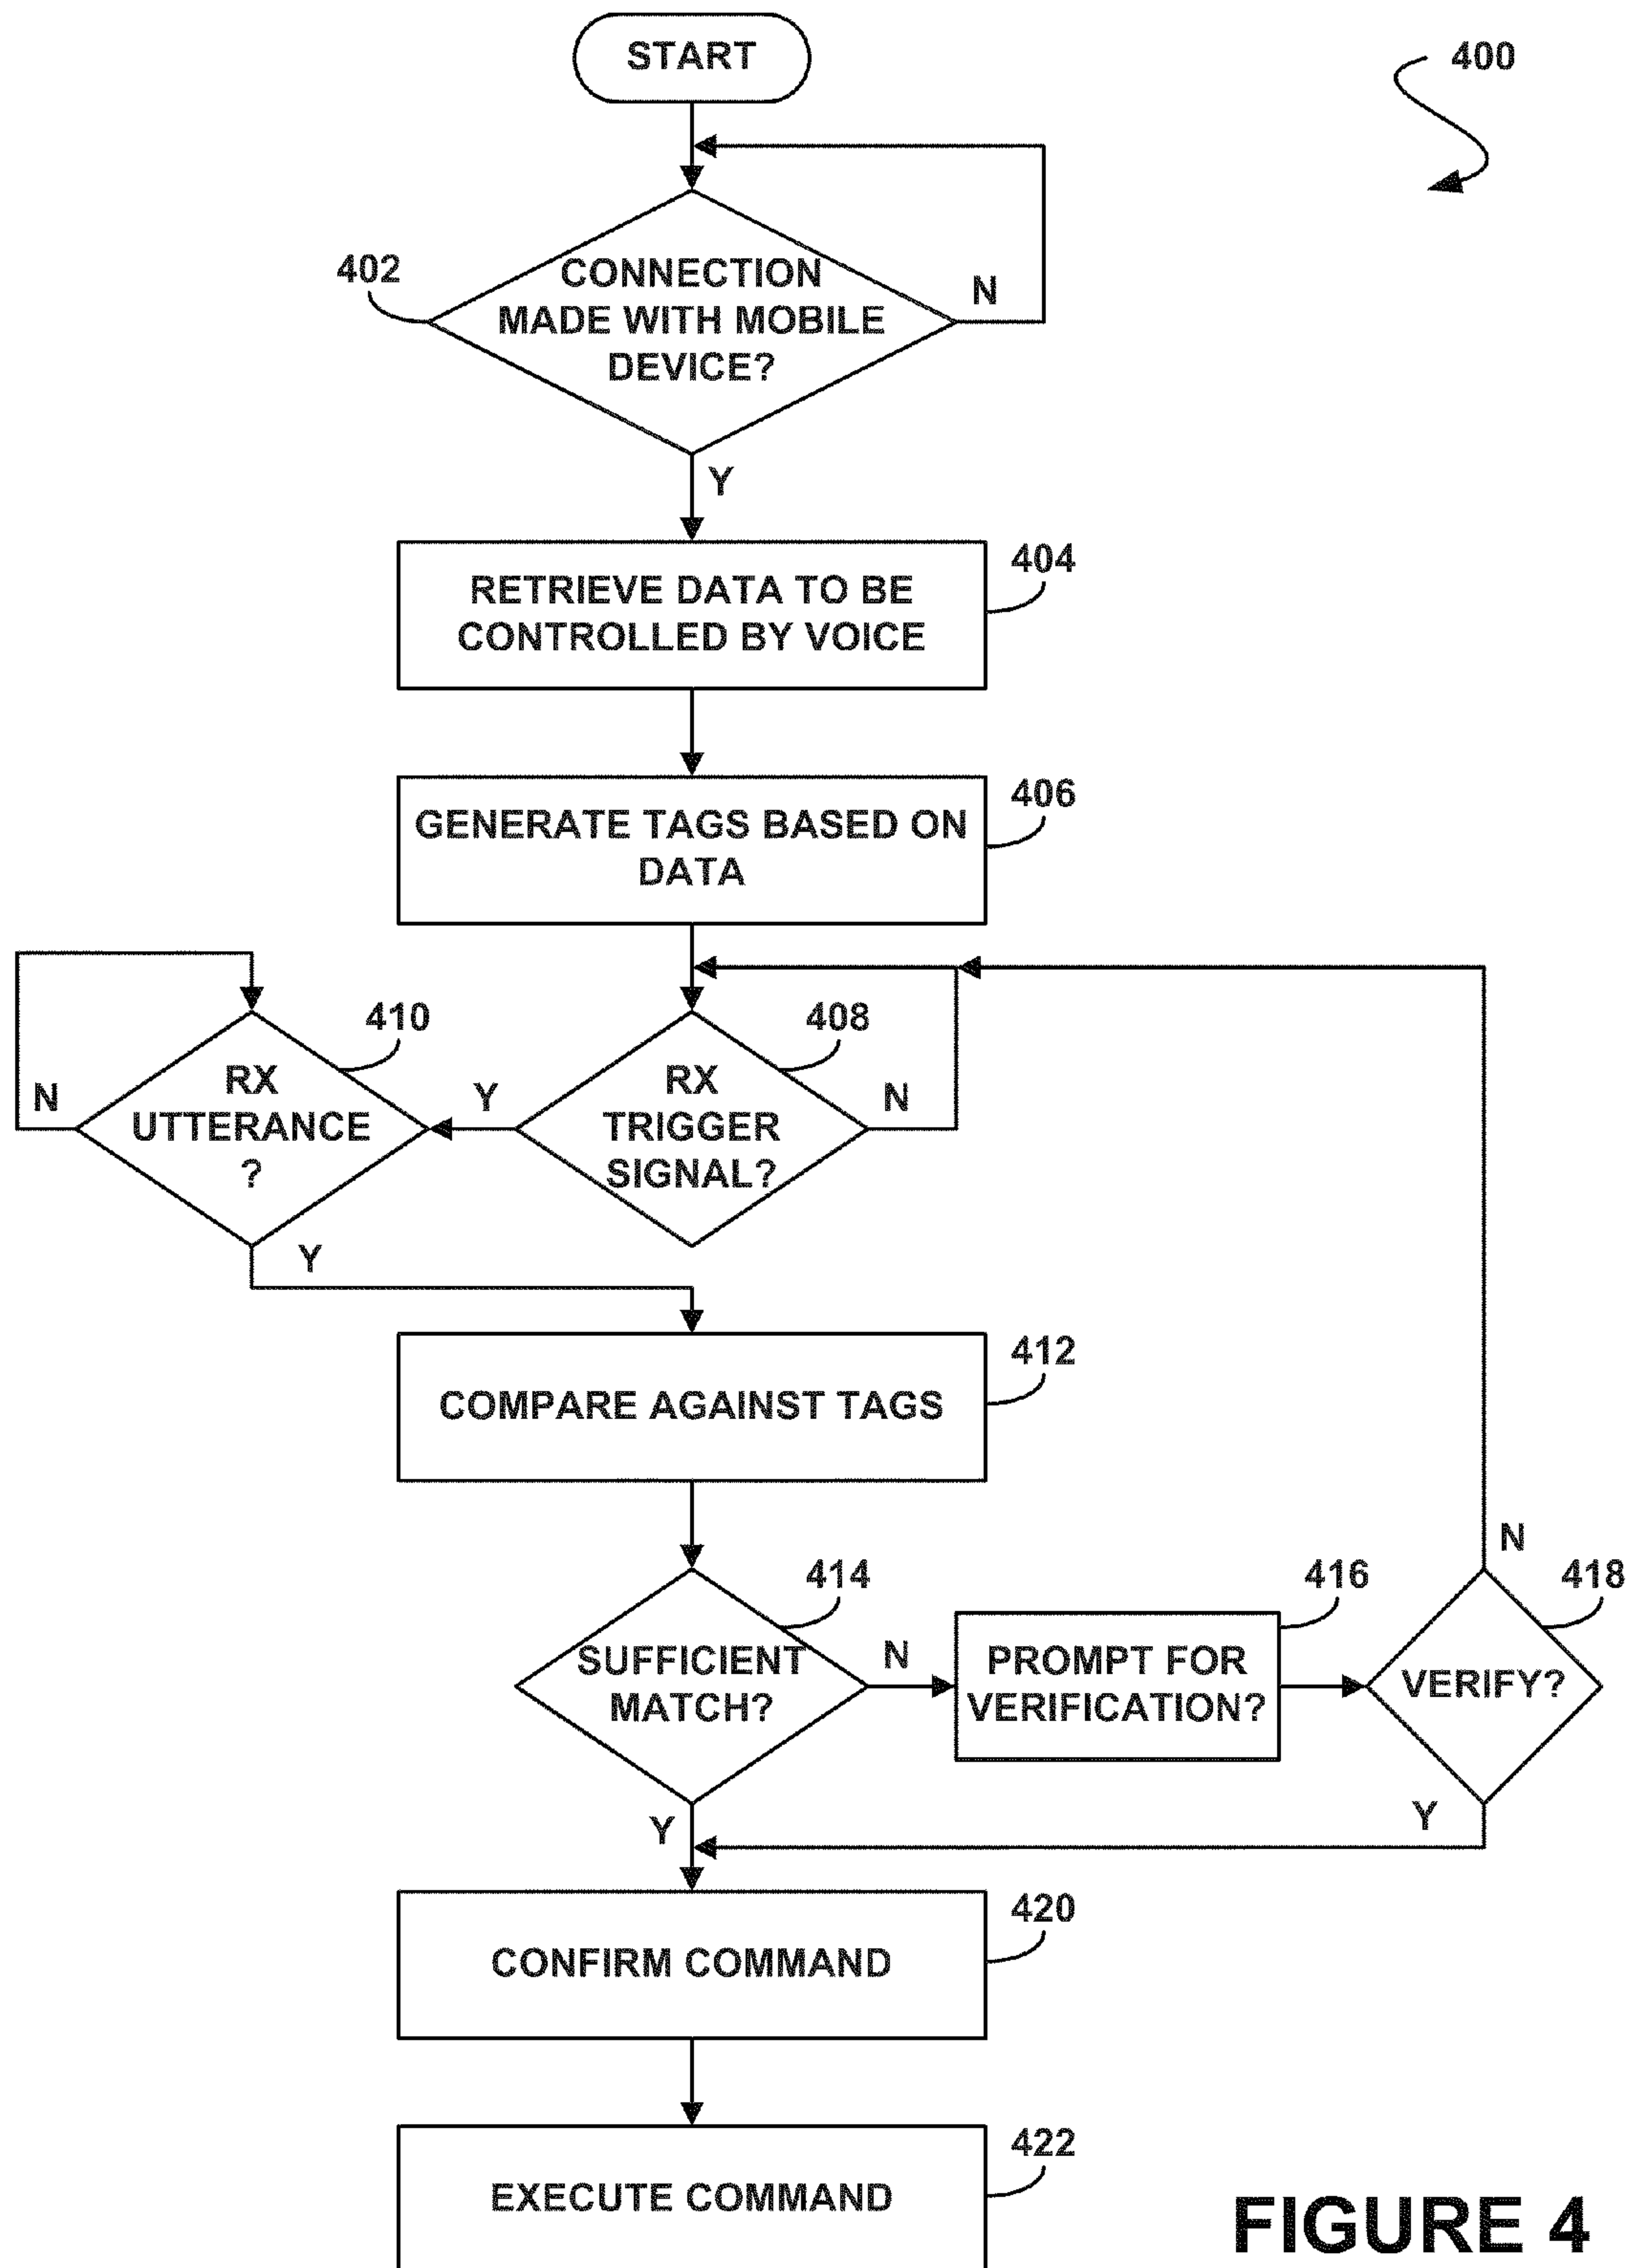 START
400
402
CONNECTION
MADE WITH MOBILE
DEVICE?
N
Y
404
RETRIEVE DATA TO BE
CONTROLLED BY VOICE
406
GENERATE TAGS BASED ON
DATA
410
RX
UTTERANCE
?
N
Y
408
RX
TRIGGER
SIGNAL?
N
Y
412
COMPARE AGAINST TAGS
414
SUFFICIENT
MATCH?
N
Y
416
PROMPT FOR
VERIFICATION?
418
VERIFY?
N
Y
420
CONFIRM COMMAND
422
EXECUTE COMMAND
FIGURE 4